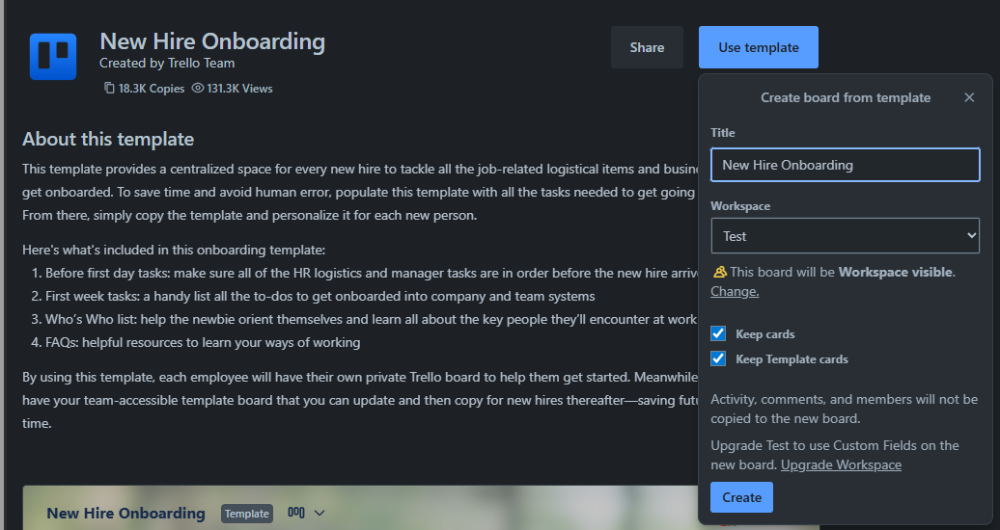 New Hire Onboarding
Created by Trello Team
18.3K Copies 131.3K Views
Share
Use template
About this template
This template provides a centralized space for every new hire to tackle all the job-related logistical items and
get onboarded. To save time and avoid human error, populate this template with all the tasks needed to get going
From there, simply copy the template and personalize it for each new person.
Here's what's included in this onboarding template:
1. Before first day tasks: make sure all of the HR logistics and manager tasks are in order before the new hire
2. First week tasks: a handy list all the to-dos to get onboarded into company and team systems
3. Who’s Who list: help the newbie orient themselves and learn all about the key people they’ll encounter at work
4. FAQs: helpful resources to learn your ways of working
By using this template, each employee will have their own private Trello board to help them get started. Meanwhile
have your team-accessible template board that you can update and then copy for new hires thereafter—saving
time.
New Hire Onboarding Template
Create board from template
Title
New Hire Onboarding
Workspace
Test
This board will be Workspace visible.
Change.
Keep cards
Keep Template cards
Activity, comments, and members will not be
copied to the new board.
Upgrade Test to use Custom Fields on the
new board. Upgrade Workspace
Create